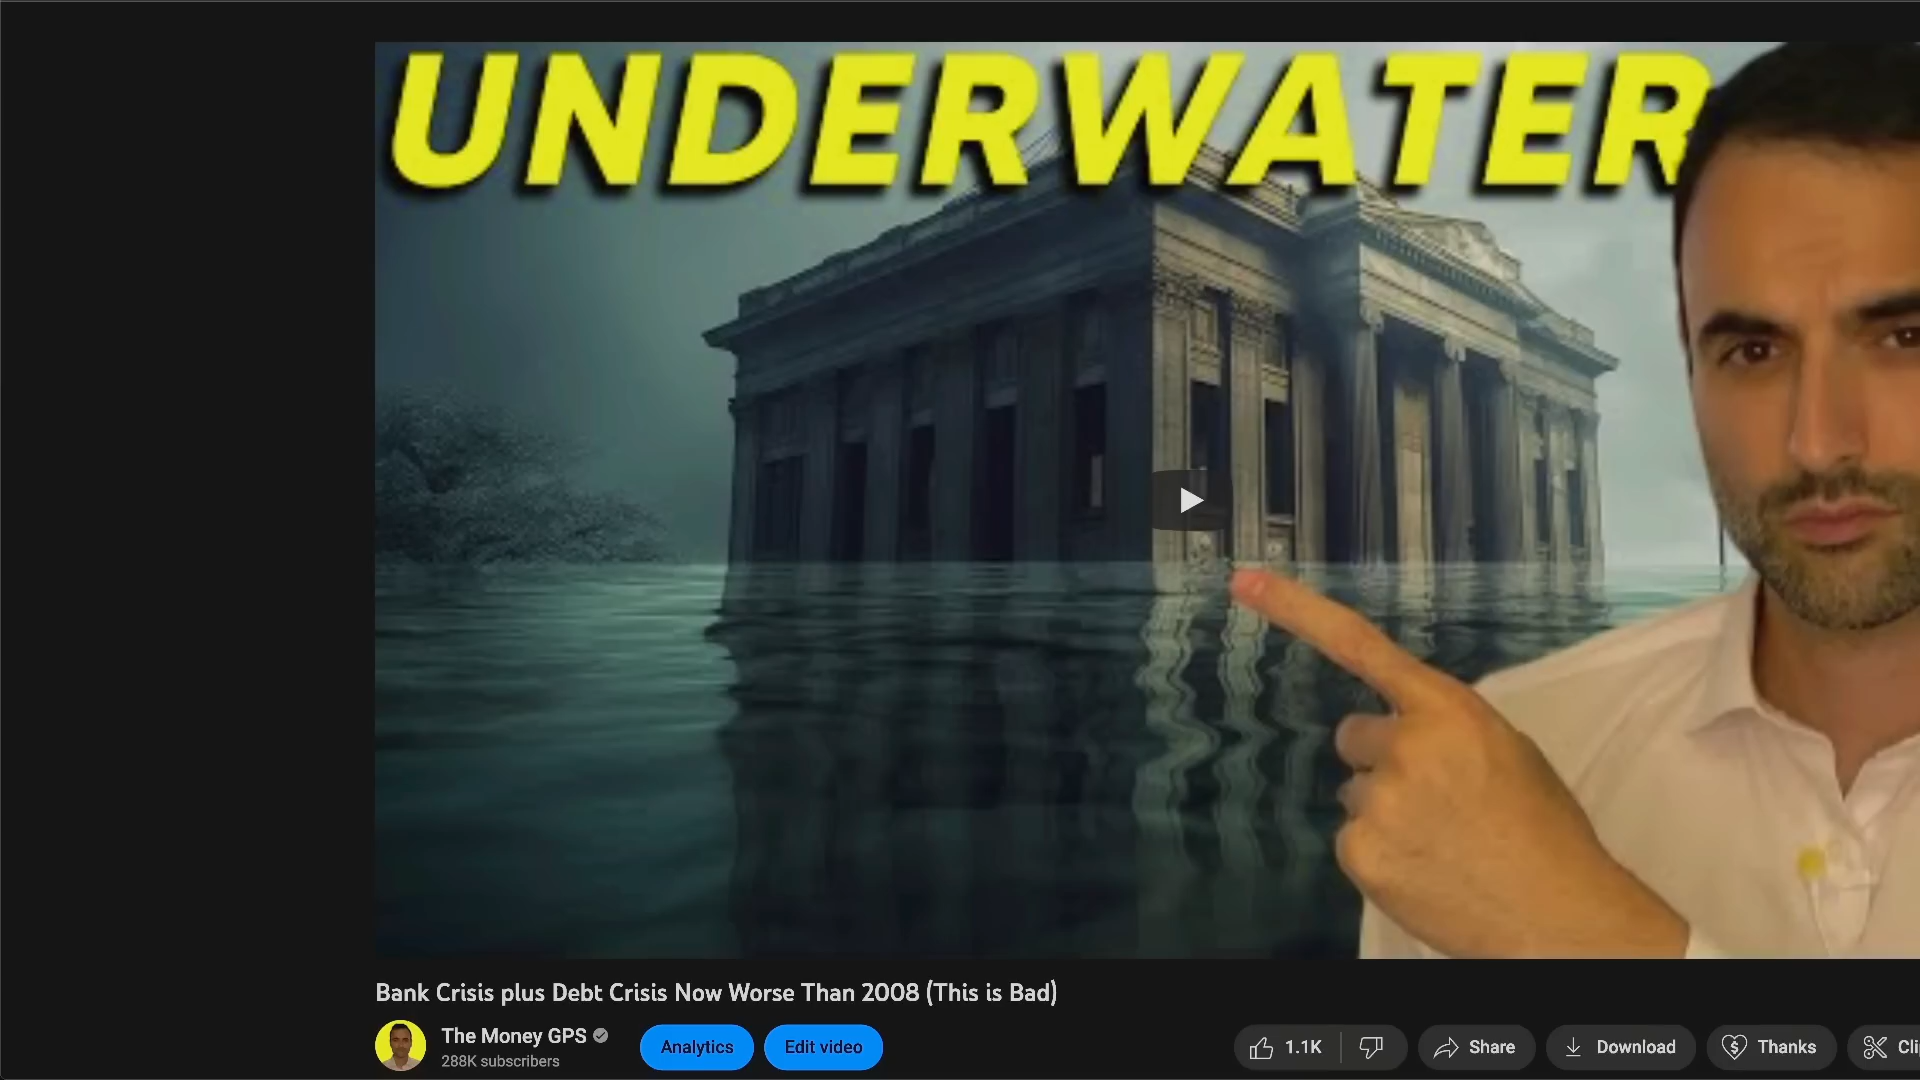 UNDERWATER
Bank Crisis plus Debt Crisis Now Worse Than 2008 (This is Bad)
The Money GPS
288K subscribers
Analytics
Edit video
1.1K
Share
Download
Thanks
Cli